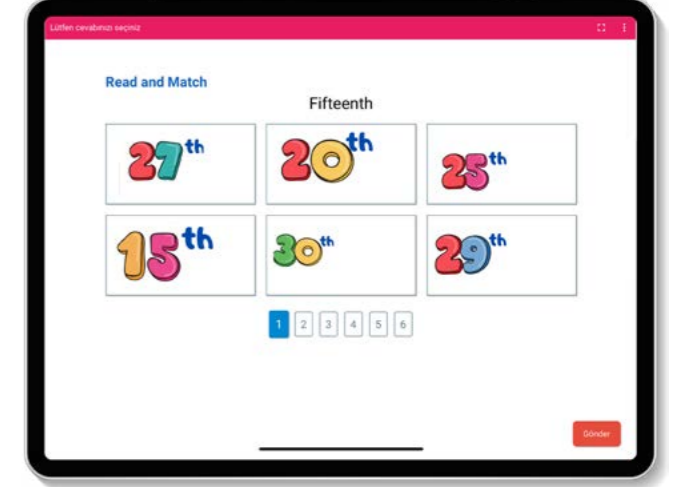 Lütfen cevabınızı seçiniz
Read and Match
Fifteenth
27th 20th 25th
15th 30th 29th
1 2 3 4 5 6
Gönder